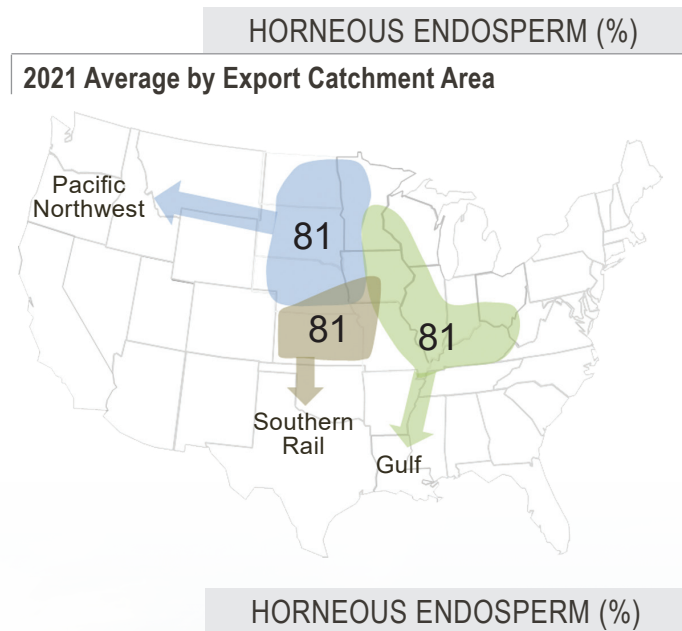 HORNEOUS ENDOSPERM (%)
2021 Average by Export Catchment Area
Pacific
Northwest
81
81
81
Southern
Rail
Gulf
HORNEOUS ENDOSPERM (%)